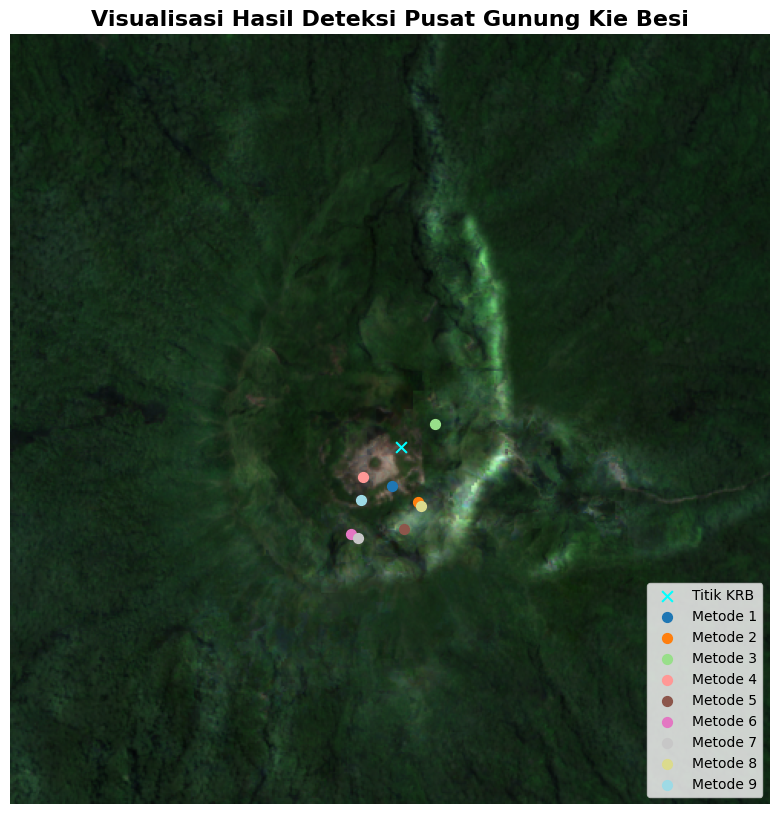 Visualisasi Hasil Deteksi Pusat Gunung Kie Besi
Titik KRB
Metode 1
Metode 2
Metode 3
Metode 4
Metode 5
Metode 6
Metode 7
Metode 8
Metode 9